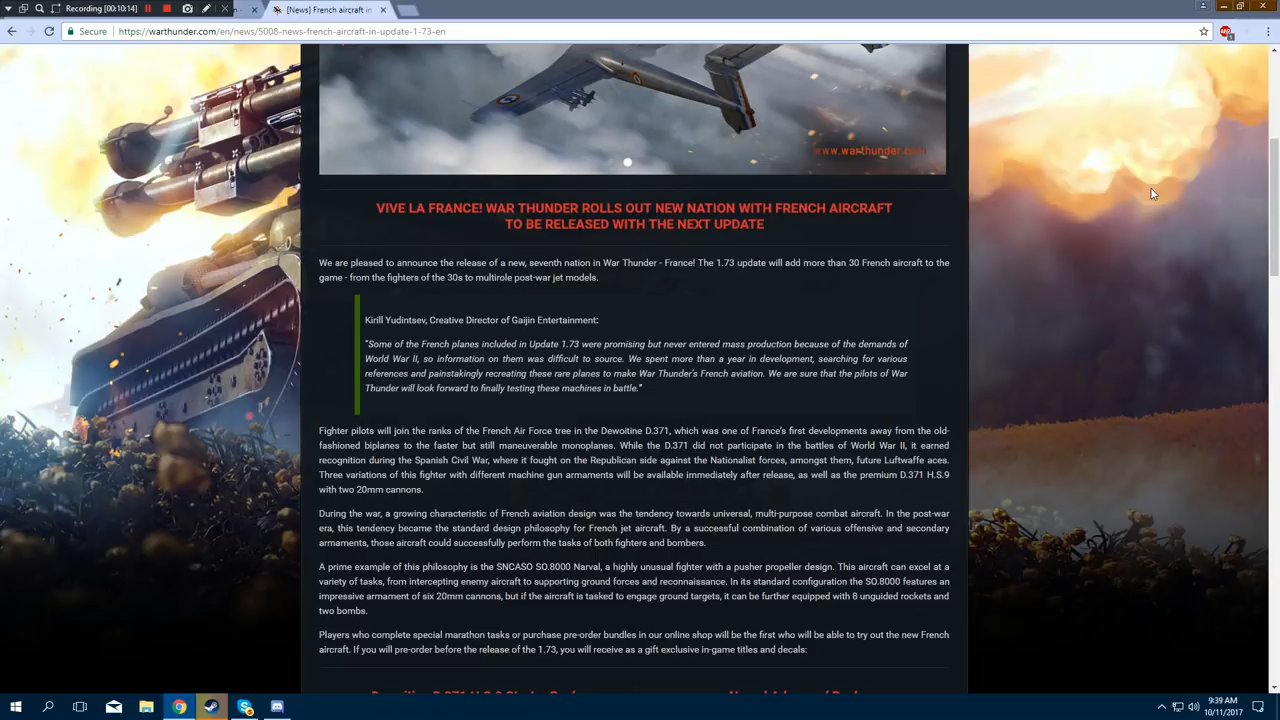 Recording [00:10:14]
[News] French aircraft in
Secure
https://warthunder.com/en/news/5008-news-french-aircraft-in-update-1-73-en
www.warthunder.com
VIVE LA FRANCE! WAR THUNDER ROLLS OUT NEW NATION WITH FRENCH AIRCRAFT
TO BE RELEASED WITH THE NEXT UPDATE
We are pleased to announce the release of a new, seventh nation in War Thunder - France! The 1.73 update will add more than 30 French aircraft to the
game - from the fighters of the 30s to multirole post-war jet models.
Kirill Yudintsev, Creative Director of Gaijin Entertainment:
"Some of the French planes included in Update 1.73 were promising but never entered mass production because of the demands of
World War II, so information on them was difficult to source. We spent more than a year in development, searching for various
references and painstakingly recreating these rare planes to make War Thunder's French aviation. We are sure that the pilots of War
Thunder will look forward to finally testing these machines in battle."
Fighter pilots will join the ranks of the French Air Force tree in the Dewoitine D.371, which was one of France's first developments away from the old-
fashioned biplanes to the faster but still maneuverable monoplanes. While the D.371 did not participate in the battles of World War II, it earned
recognition during the Spanish Civil War, where it fought on the Republican side against the Nationalist forces, amongst them, future Luftwaffe aces.
Three variations of this fighter with different machine gun armaments will be available immediately after release, as well as the premium D.371 H.S.9
with two 20mm cannons.
During the war, a growing characteristic of French aviation design was the tendency towards universal, multi-purpose combat aircraft. In the post-war
era, this tendency became the standard design philosophy for French jet aircraft. By a successful combination of various offensive and secondary
armaments, those aircraft could successfully perform the tasks of both fighters and bombers.
A prime example of this philosophy is the SNCASO SO.8000 Narval, a highly unusual fighter with a pusher propeller design. This aircraft can excel at a
variety of tasks, from intercepting enemy aircraft to supporting ground forces and reconnaissance. In its standard configuration the SO.8000 features an
impressive armament of six 20mm cannons, but if the aircraft is tasked to engage ground targets, it can be further equipped with 8 unguided rockets and
two bombs.
Players who complete special marathon tasks or purchase pre-order bundles in our online shop will be the first who will be able to try out the new French
aircraft. If you will pre-order before the release of the 1.73, you will receive as a gift exclusive in-game titles and decals:
9:39 AM
10/11/2017